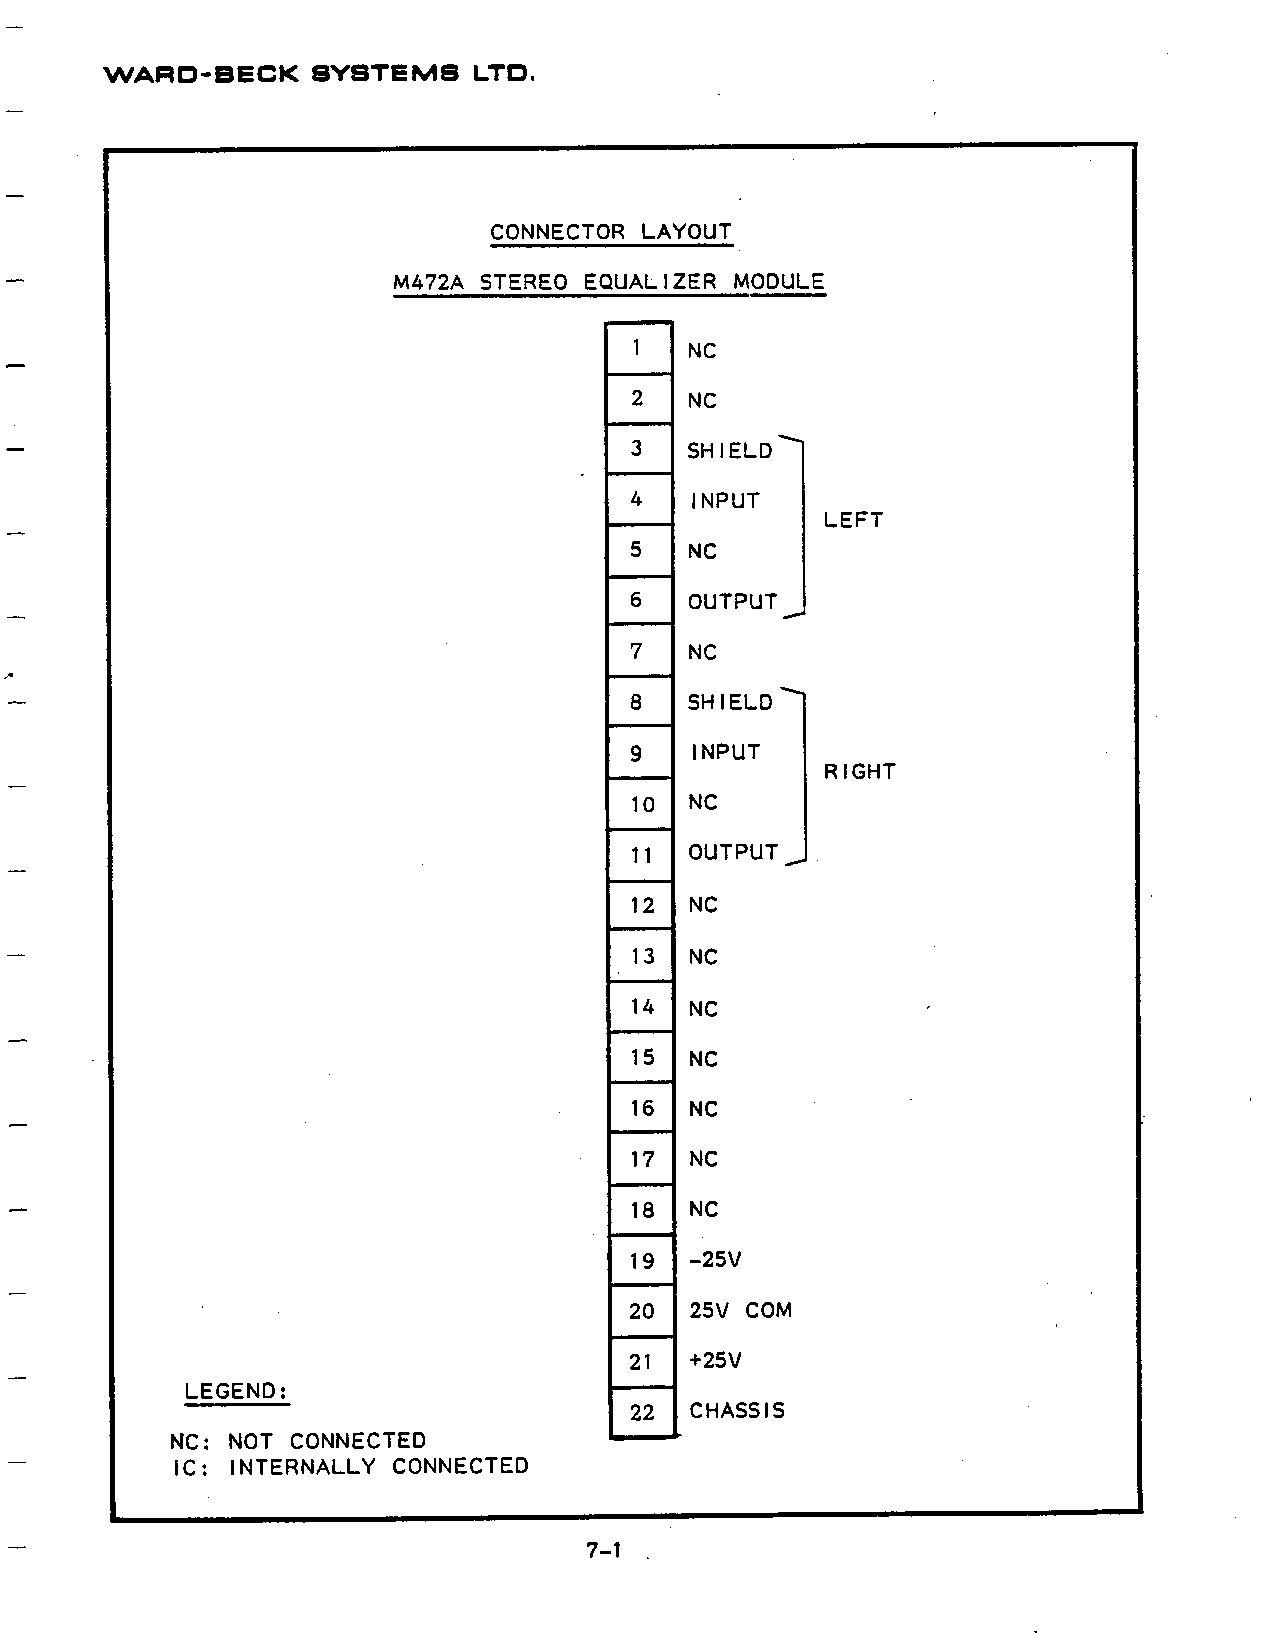 WARD-BECK SYSTEMS LTD.
CONNECTOR LAYOUT
M472A STEREO EQUALIZER MODULE
1 NC
2 NC
3 SHIELD
4 INPUT
LEFT
5 NC
6 OUTPUT
7 NC
8 SHIELD
9 INPUT
RIGHT
10 NC
11 OUTPUT
12 NC
13 NC
14 NC
15 NC
16 NC
17 NC
18 NC
19 -25V
20 25V COM
21 +25V
22 CHASSIS
LEGEND:
NC: NOT CONNECTED
IC: INTERNALLY CONNECTED
7-1